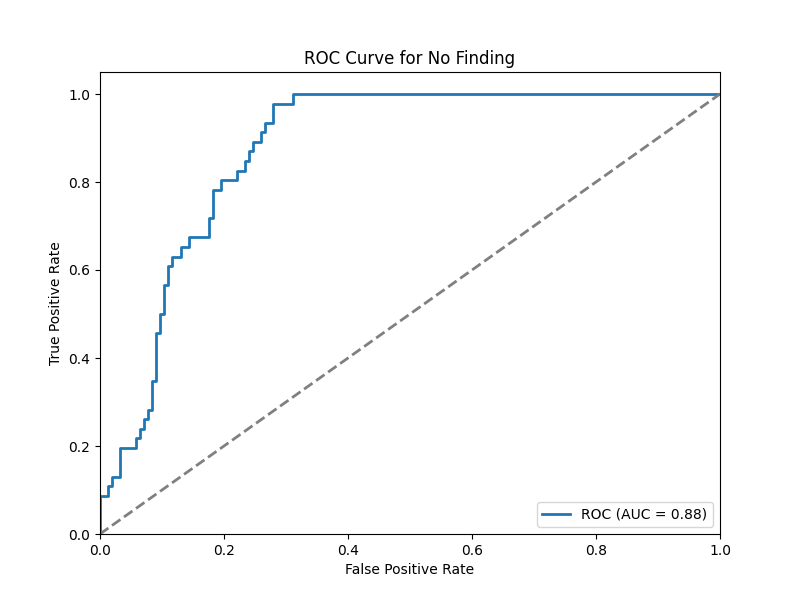 ROC Curve for No Finding
1.0
0.8
0.6
0.4
0.2
0.0
True Positive Rate
ROC (AUC = 0.88)
0.0 0.2 0.4 0.6 0.8 1.0
False Positive Rate